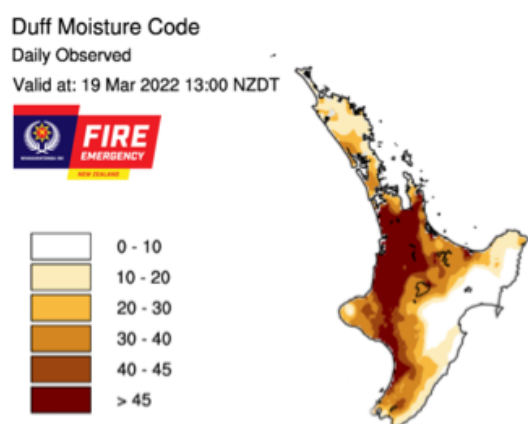 Duff Moisture Code
Daily Observed
Valid at: 19 Mar 2022 13:00 NZDT
FIRE
EMERGENCY
NEW ZEALAND
0 - 10
10 - 20
20 - 30
30 - 40
40 - 45
> 45